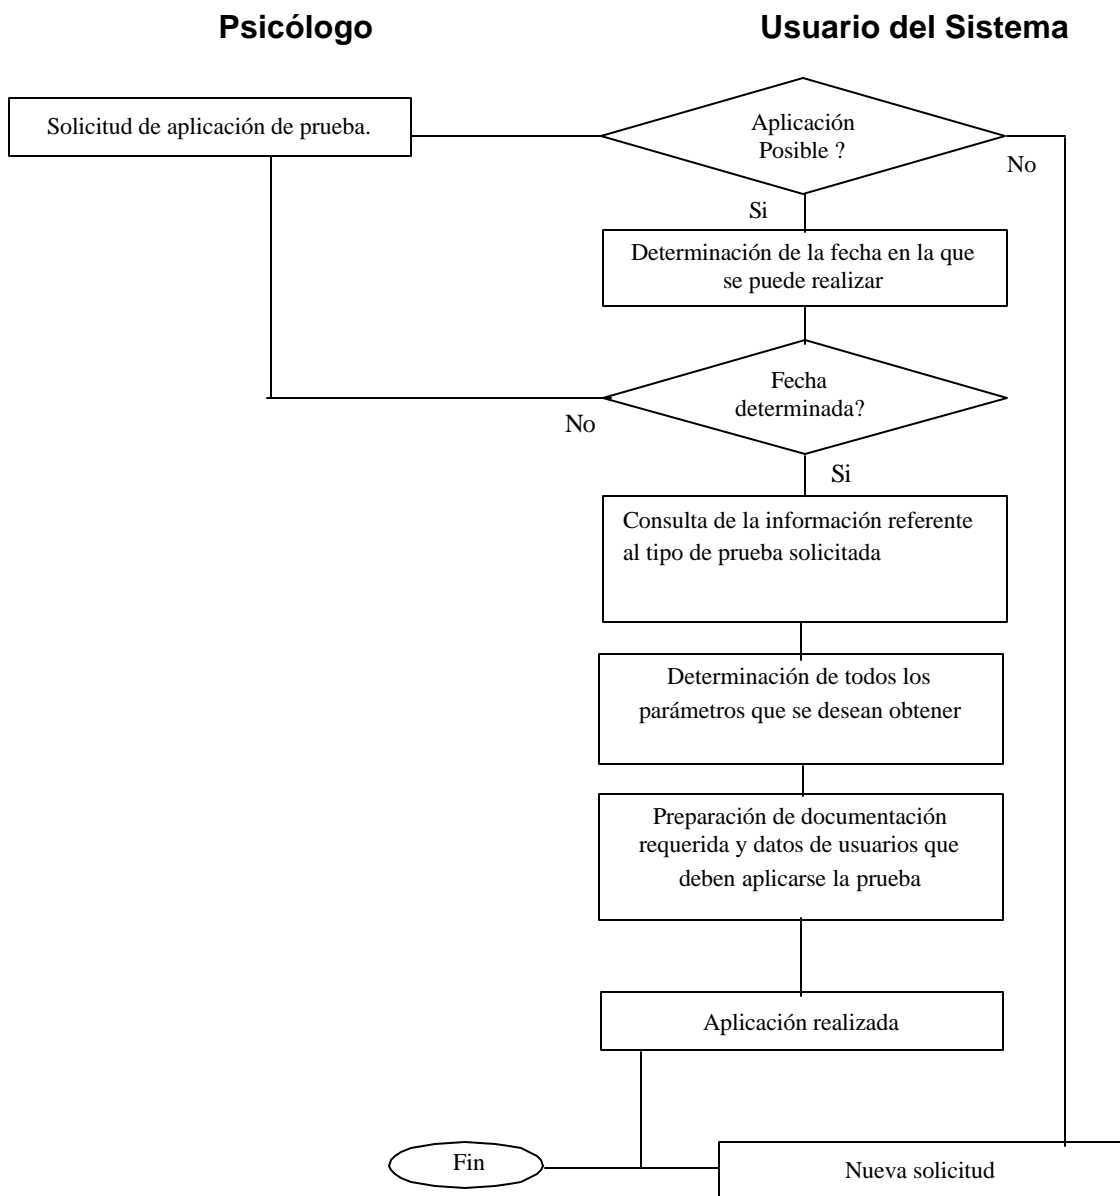 Psicólogo
Usuario del Sistema
Solicitud de aplicación de prueba.
Aplicación
Posible ?
No
Si
Determinación de la fecha en la que
se puede realizar
Fecha
determinada?
No
Si
Consulta de la información referente
al tipo de prueba solicitada
Determinación de todos los
parámetros que se desean obtener
Preparación de documentación
requerida y datos de usuarios que
deben aplicarse la prueba
Aplicación realizada
Fin
Nueva solicitud